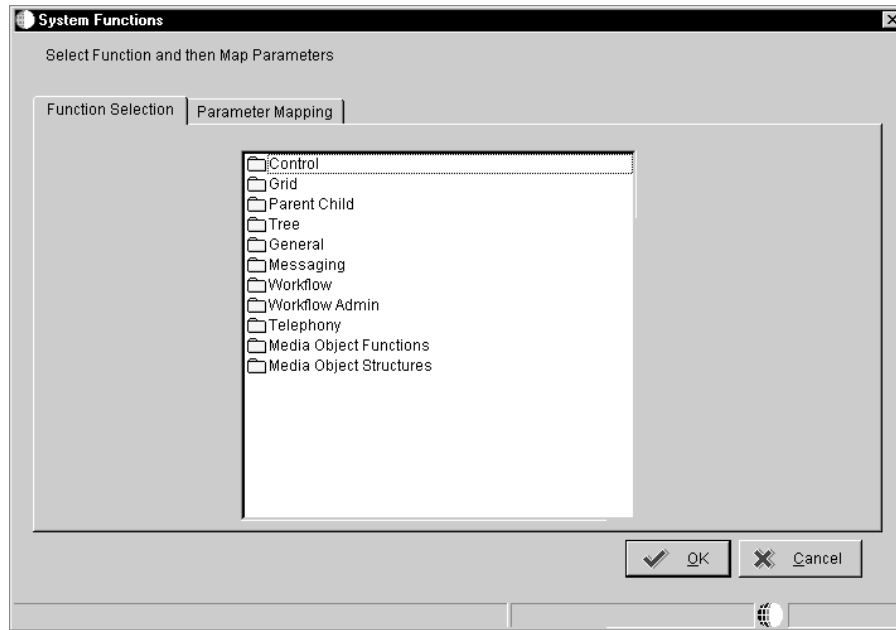 System Functions
Select Function and then Map Parameters
Function Selection
Parameter Mapping
Control
Grid
Parent Child
Tree
General
Messaging
Workflow
Workflow Admin
Telephony
Media Object Functions
Media Object Structures
OK
Cancel